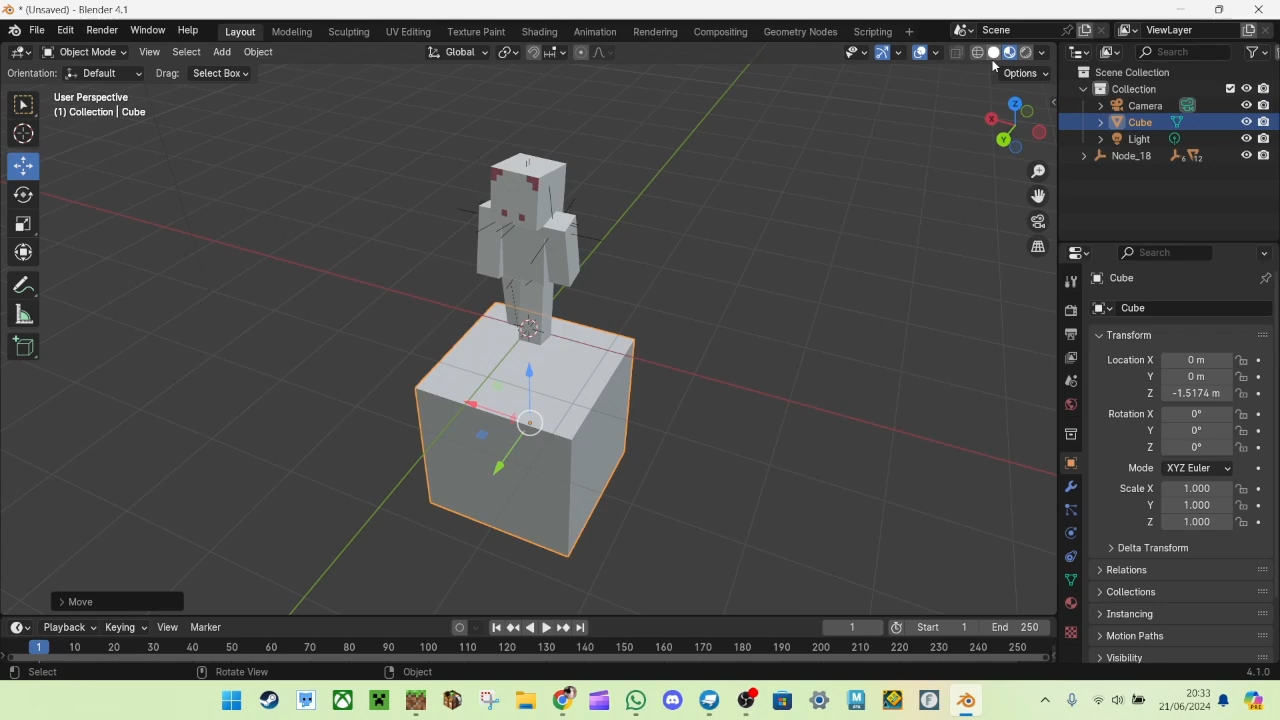 * (Unsaved) - Blender 4.1
File Edit Render Window Help Layout Modeling Sculpting UV Editing Texture Paint Shading Animation Rendering Compositing Geometry Nodes Scripting + Scene ViewLayer
Object Mode View Select Add Object Global Search
Orientation: Default Drag: Select Box Options
Scene Collection
User Perspective
(1) Collection | Cube
Collection
Camera
Cube
Light
Node_18 6 12
X Y Z
Search
Cube
Cube
Transform
Location X 0 m
Y 0 m
Z -1.5174 m
Rotation X 0°
Y 0°
Z 0°
Mode XYZ Euler
Scale X 1.000
Y 1.000
Z 1.000
Delta Transform
Relations
Collections
Instancing
Motion Paths
Visibility
Move
Playback Keying View Marker 1 Start 1 End 250
1 10 20 30 40 50 60 70 80 90 100 110 120 130 140 150 160 170 180 190 200 210 220 230 240 250
Select Rotate View Object 4.1.0
20:33
21/06/2024
PRE